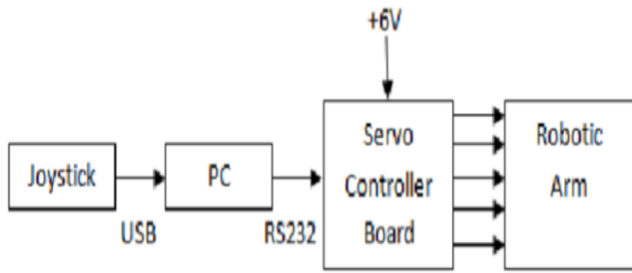 +6V
Joystick
USB
PC
RS232
Servo
Controller
Board
Robotic
Arm